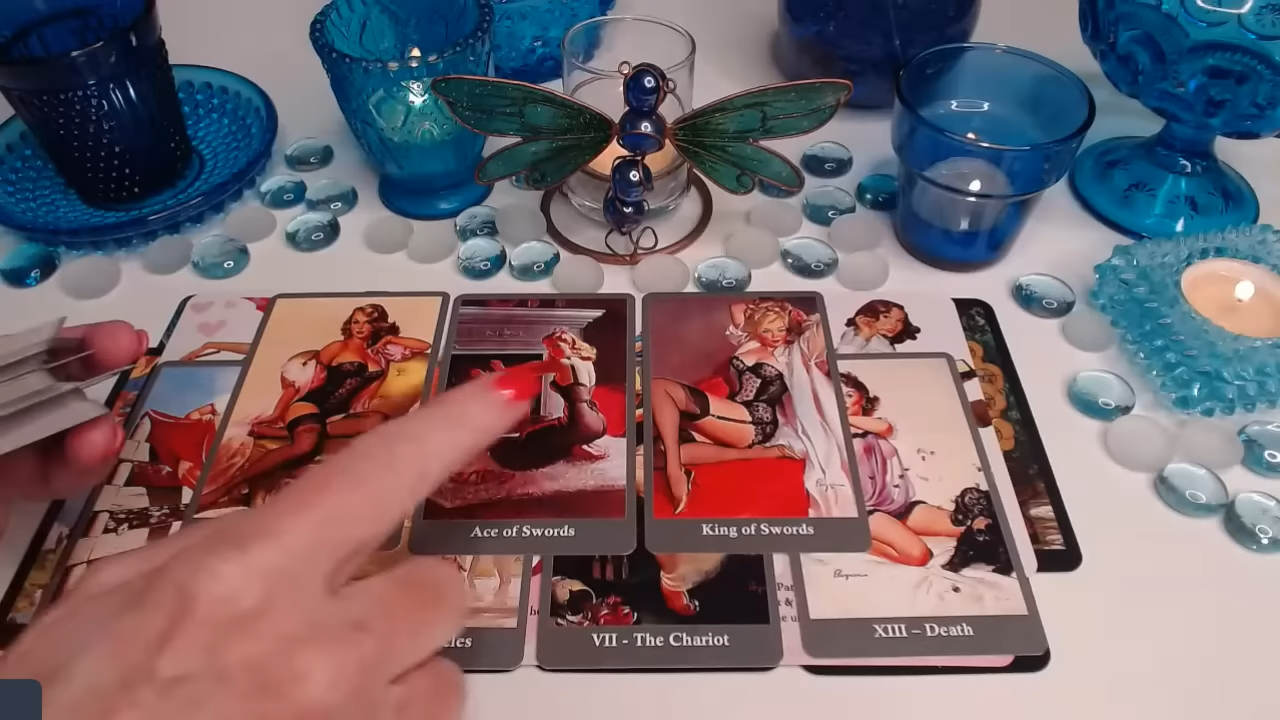 Ace of Swords
King of Swords
VII - The Chariot
XIII – Death